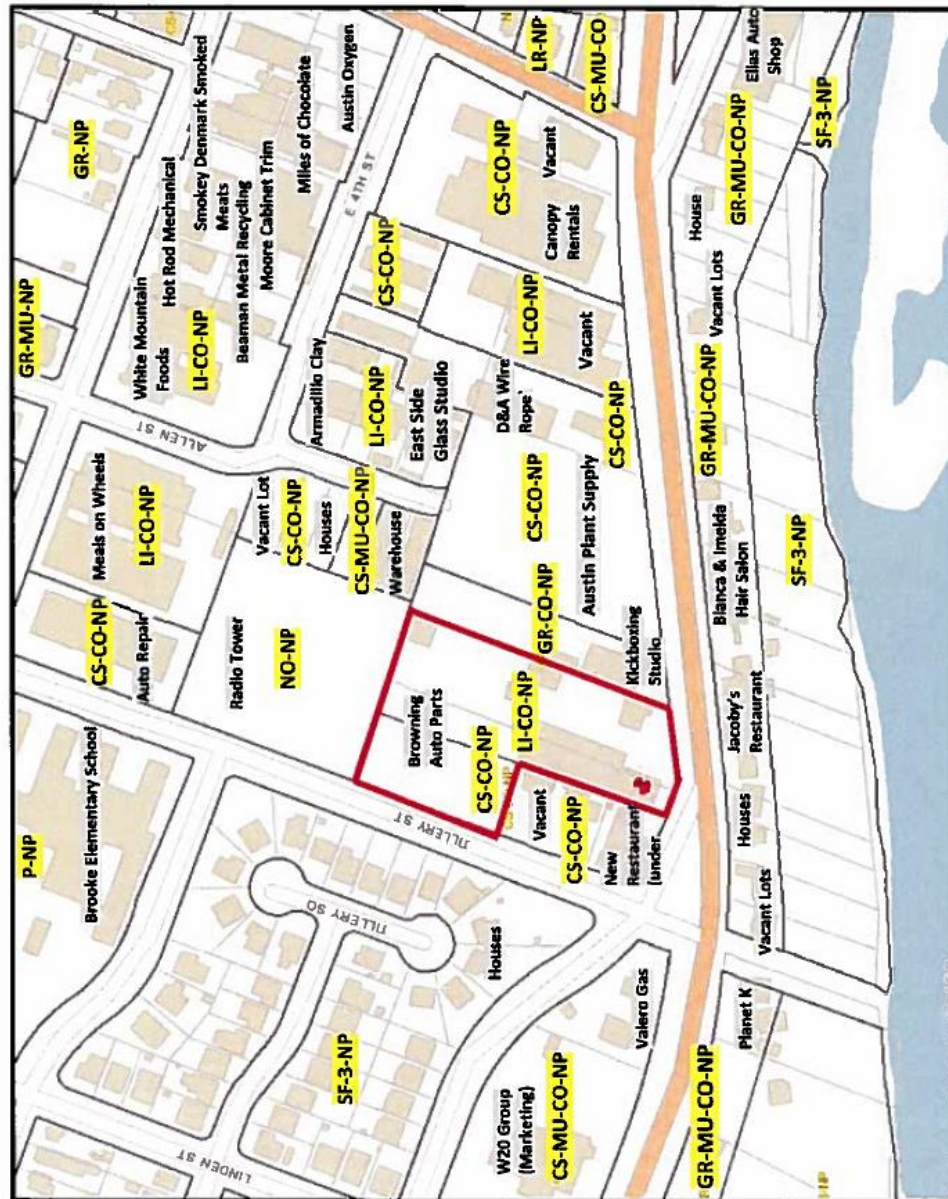 P-NP
Brooke Elementary School
CS-CO-NP
Auto Repair
Meals on Wheels
LI-CO-NP
GR-MU-NP
GR-NP
ALLEN ST
White Mountain
Foods
Hot Rod Mechanical
LI-CO-NP
Smokey Denmark Smoked
Meats
Beaman Metal Recycling
Moore Cabinet Trim
Miles of Chocolate
Austin Oxygen
E 4TH ST
Radio Tower
NO-NP
Vacant Lot
CS-CO-NP
Houses
CS-MU-CO-NP
Warehouse
Armadillo Clay
LI-CO-NP
East Side
Glass Studio
CS-CO-NP
LR-NP
CS-MU-CO
CS-CO-NP
Vacant
Canopy
Rentals
LI-CO-NP
Vacant
D&A Wire
Rope'
CS-CO-NP
CS-CO-NP
Austin Plant Supply
GR-CO-NP
Kickboxing
Studio
Browning
Auto Parts
CS-CO-NP
LI-CO-NP
Vacant
CS-CO-NP
New
Restaurant
(under
TILLERY ST
TILLERY SQ
Houses
SF-3-NP
LINDEN ST
W20 Group
(Marketing)
CS-MU-CO-NP
Valero Gas
GR-MU-CO-NP
Planet K
Vacant Lots
Houses
Jacoby's
Restaurant
Blanca & Imelda
Hair Salon
GR-MU-CO-NP
Vacant Lots
House
GR-MU-CO-NP
Elias Auto
Shop
SF-3-NP
SF-3-NP